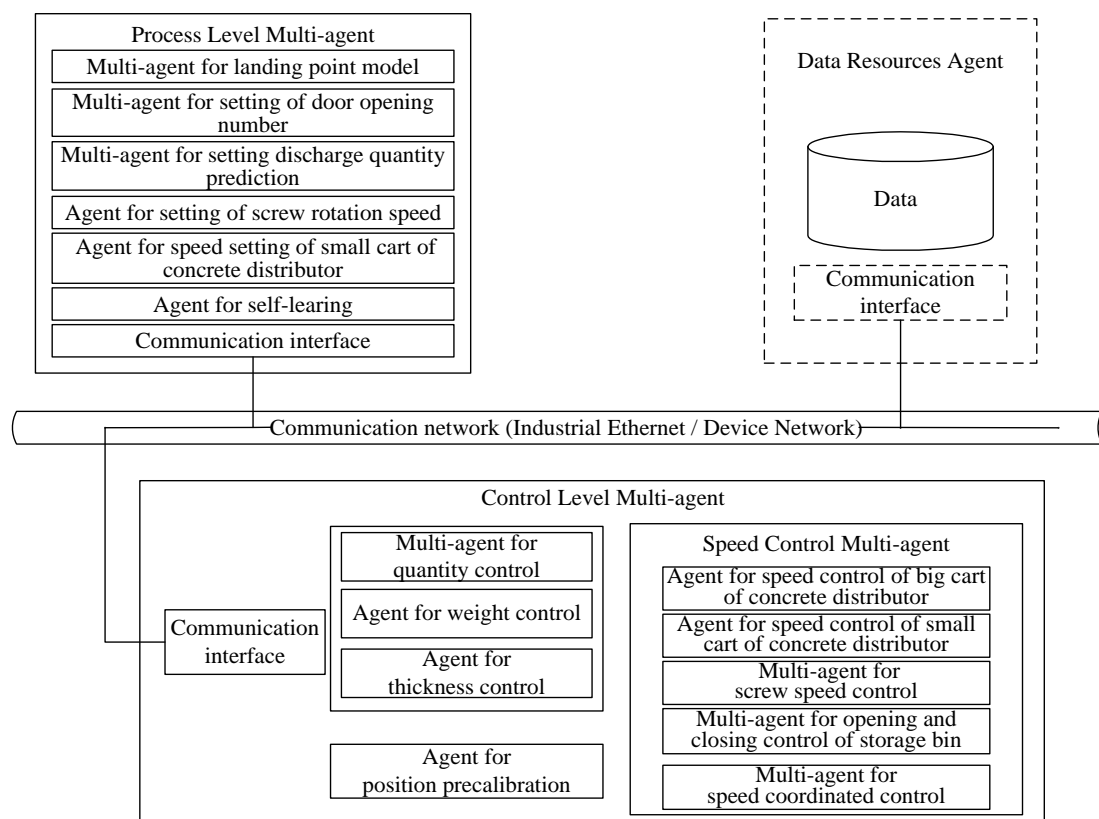 Process Level Multi-agent
Multi-agent for landing point model
Multi-agent for setting of door opening
number
Multi-agent for setting discharge quantity
prediction
Agent for setting of screw rotation speed
Agent for speed setting of small cart of
concrete distributor
Agent for self-learing
Communication interface
Data Resources Agent
Data
Communication
interface
Communication network (Industrial Ethernet / Device Network)
Control Level Multi-agent
Communication
interface
Multi-agent for
quantity control
Agent for weight control
Agent for
thickness control
Agent for
position precalibration
Speed Control Multi-agent
Agent for speed control of big cart
of concrete distributor
Agent for speed control of small
cart of concrete distributor
Multi-agent for
screw speed control
Multi-agent for opening and
closing control of storage bin
Multi-agent for
speed coordinated control